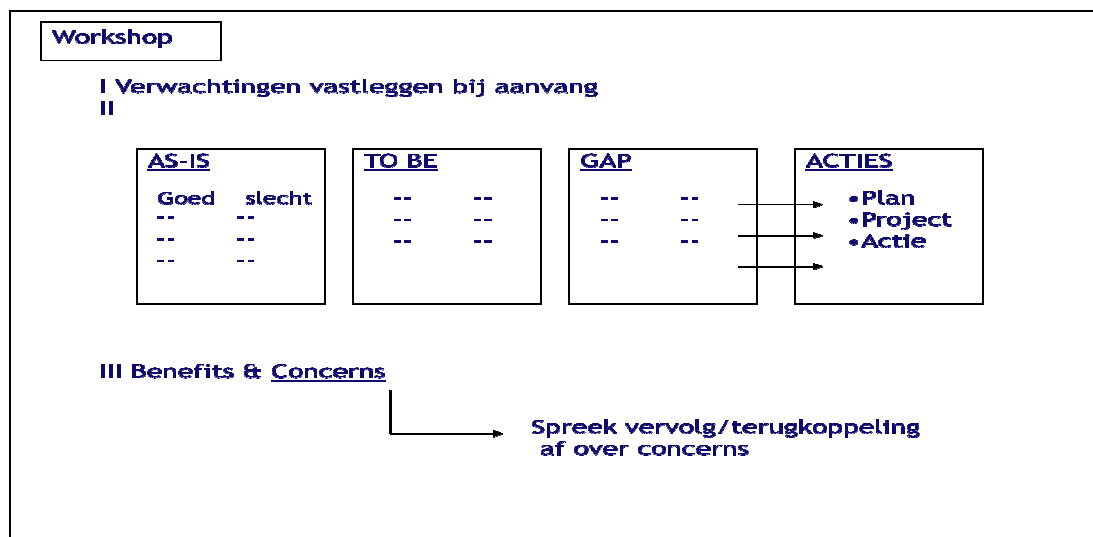 Workshop
I Verwachtingen vastleggen bij aanvang
II
AS-IS
Goed slecht
-- --
-- --
-- --
TO BE
-- --
-- --
-- --
GAP
-- --
-- --
-- --
ACTIES
•Plan
•Project
•Actie
III Benefits & Concerns
Spreek vervolg/terugkoppeling
af over concerns